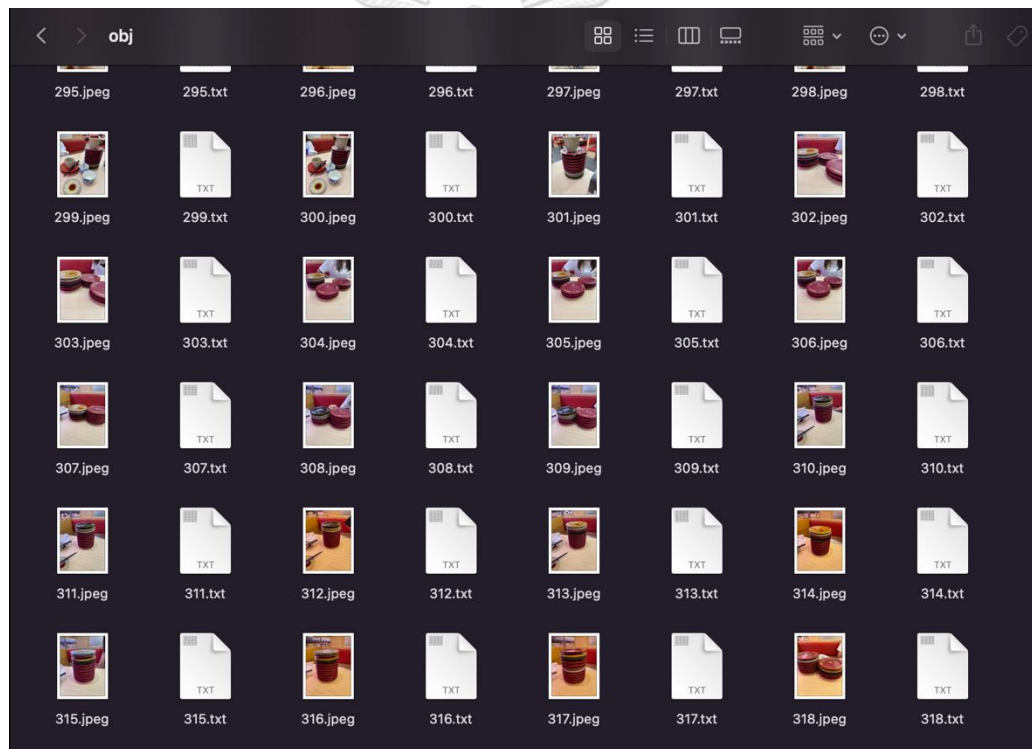 obj
295.jpeg 295.txt 296.jpeg 296.txt 297.jpeg 297.txt 298.jpeg 298.txt
TXT TXT TXT TXT
299.jpeg 299.txt 300.jpeg 300.txt 301.jpeg 301.txt 302.jpeg 302.txt
TXT TXT TXT TXT
303.jpeg 303.txt 304.jpeg 304.txt 305.jpeg 305.txt 306.jpeg 306.txt
TXT TXT TXT TXT
307.jpeg 307.txt 308.jpeg 308.txt 309.jpeg 309.txt 310.jpeg 310.txt
TXT TXT TXT TXT
311.jpeg 311.txt 312.jpeg 312.txt 313.jpeg 313.txt 314.jpeg 314.txt
TXT TXT TXT TXT
315.jpeg 315.txt 316.jpeg 316.txt 317.jpeg 317.txt 318.jpeg 318.txt